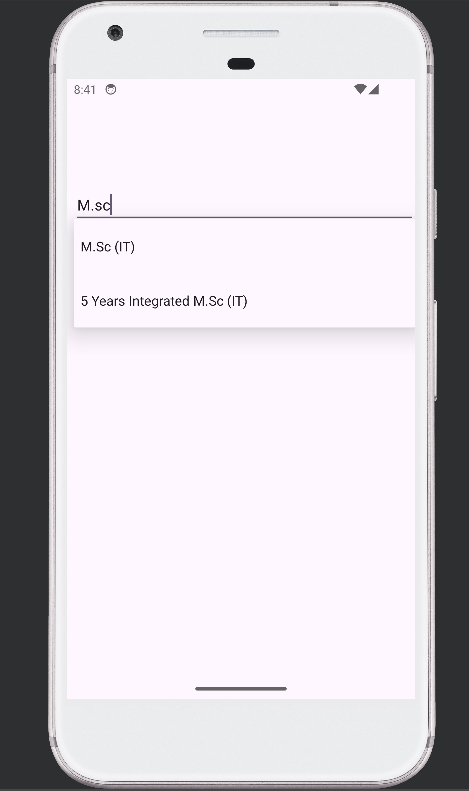 8:41
M.sc
M.Sc (IT)
5 Years Integrated M.Sc (IT)